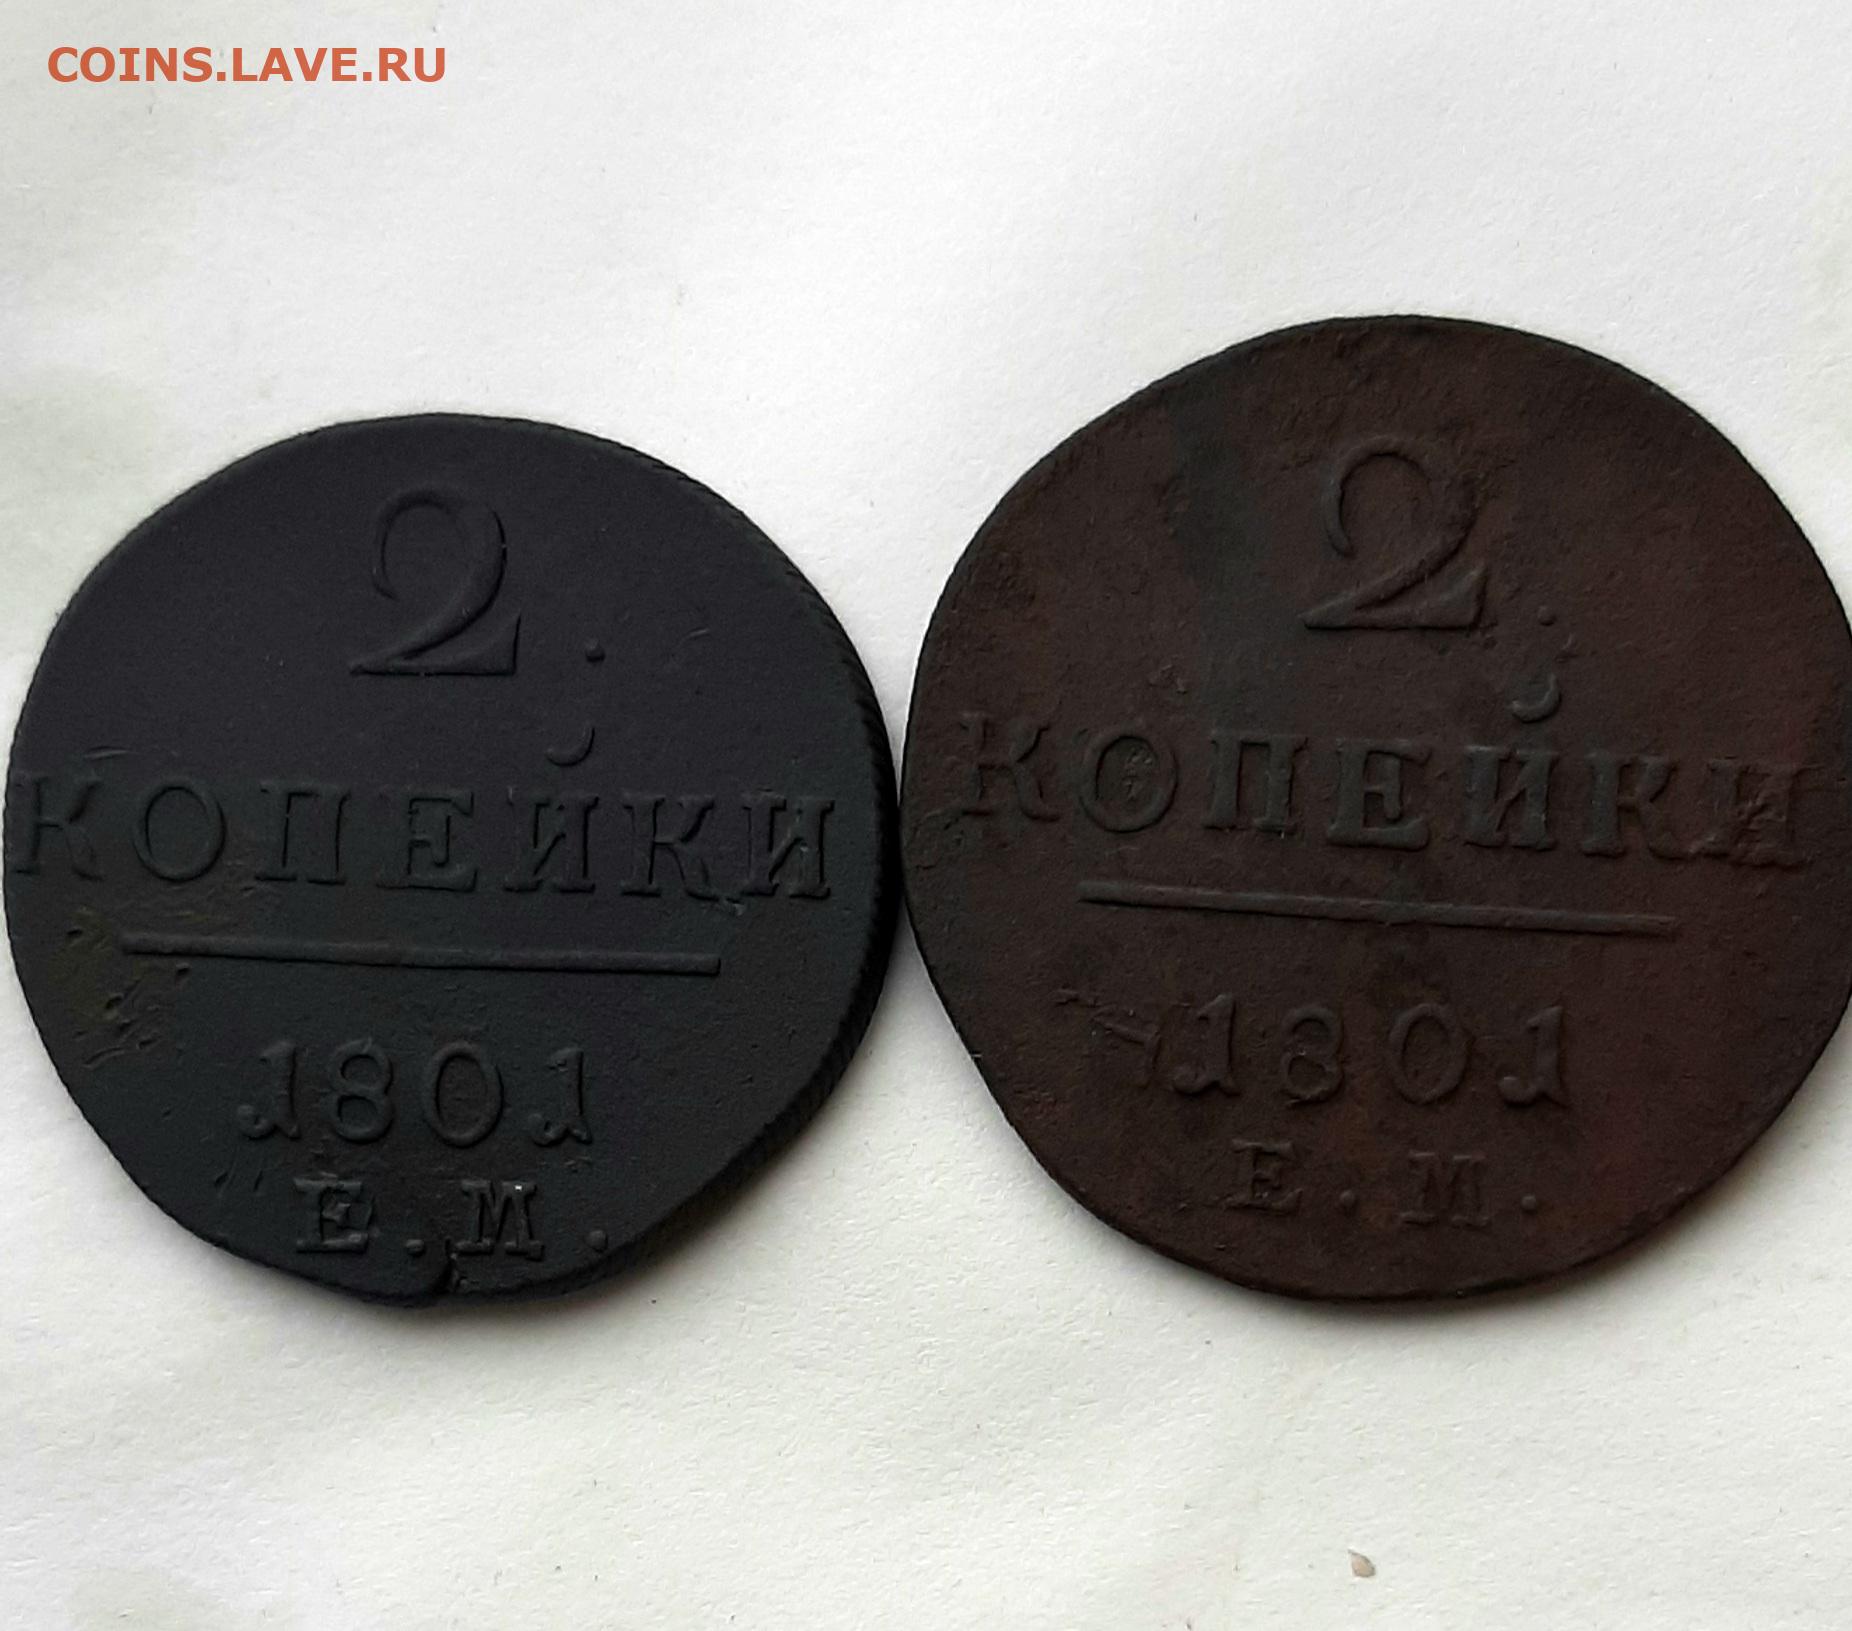 COINS.LAVE.RU
2.
КОПЕЙКИ
1801
Е.М.
2.
КОПЕЙКИ
1801
Е.М.